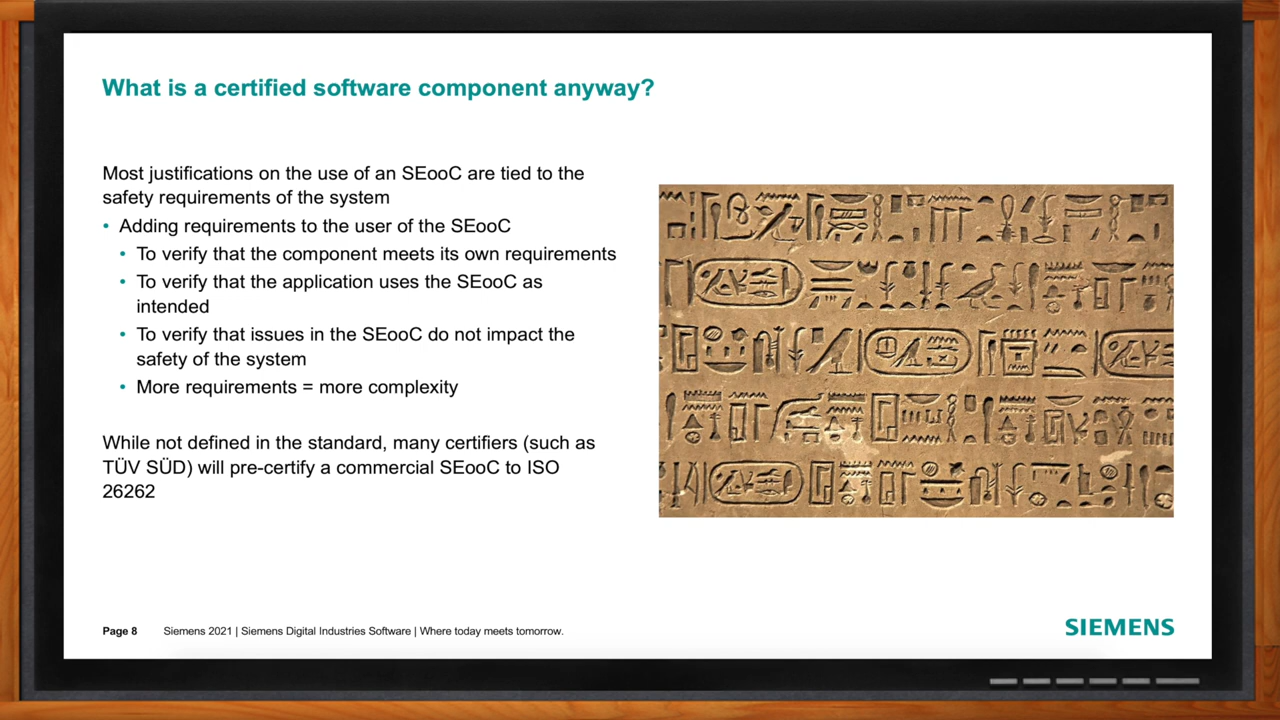 What is a certified software component anyway?
Most justifications on the use of an SEooC are tied to the
safety requirements of the system
• Adding requirements to the user of the SEooC
• To verify that the component meets its own requirements
• To verify that the application uses the SEooC as
intended
• To verify that issues in the SEooC do not impact the
safety of the system
• More requirements = more complexity
While not defined in the standard, many certifiers (such as
TÜV SÜD) will pre-certify a commercial SEooC to ISO
26262
Page 8 Siemens 2021 | Siemens Digital Industries Software | Where today meets tomorrow.
SIEMENS